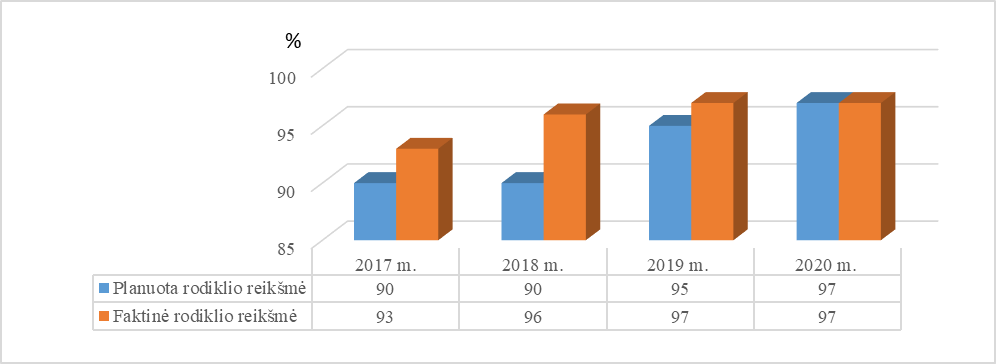 %
100
95
90
85
2017 m. 2018 m. 2019 m. 2020 m.
Planuota rodiklio reikšmė 90 90 95 97
Faktinė rodiklio reikšmė 93 96 97 97